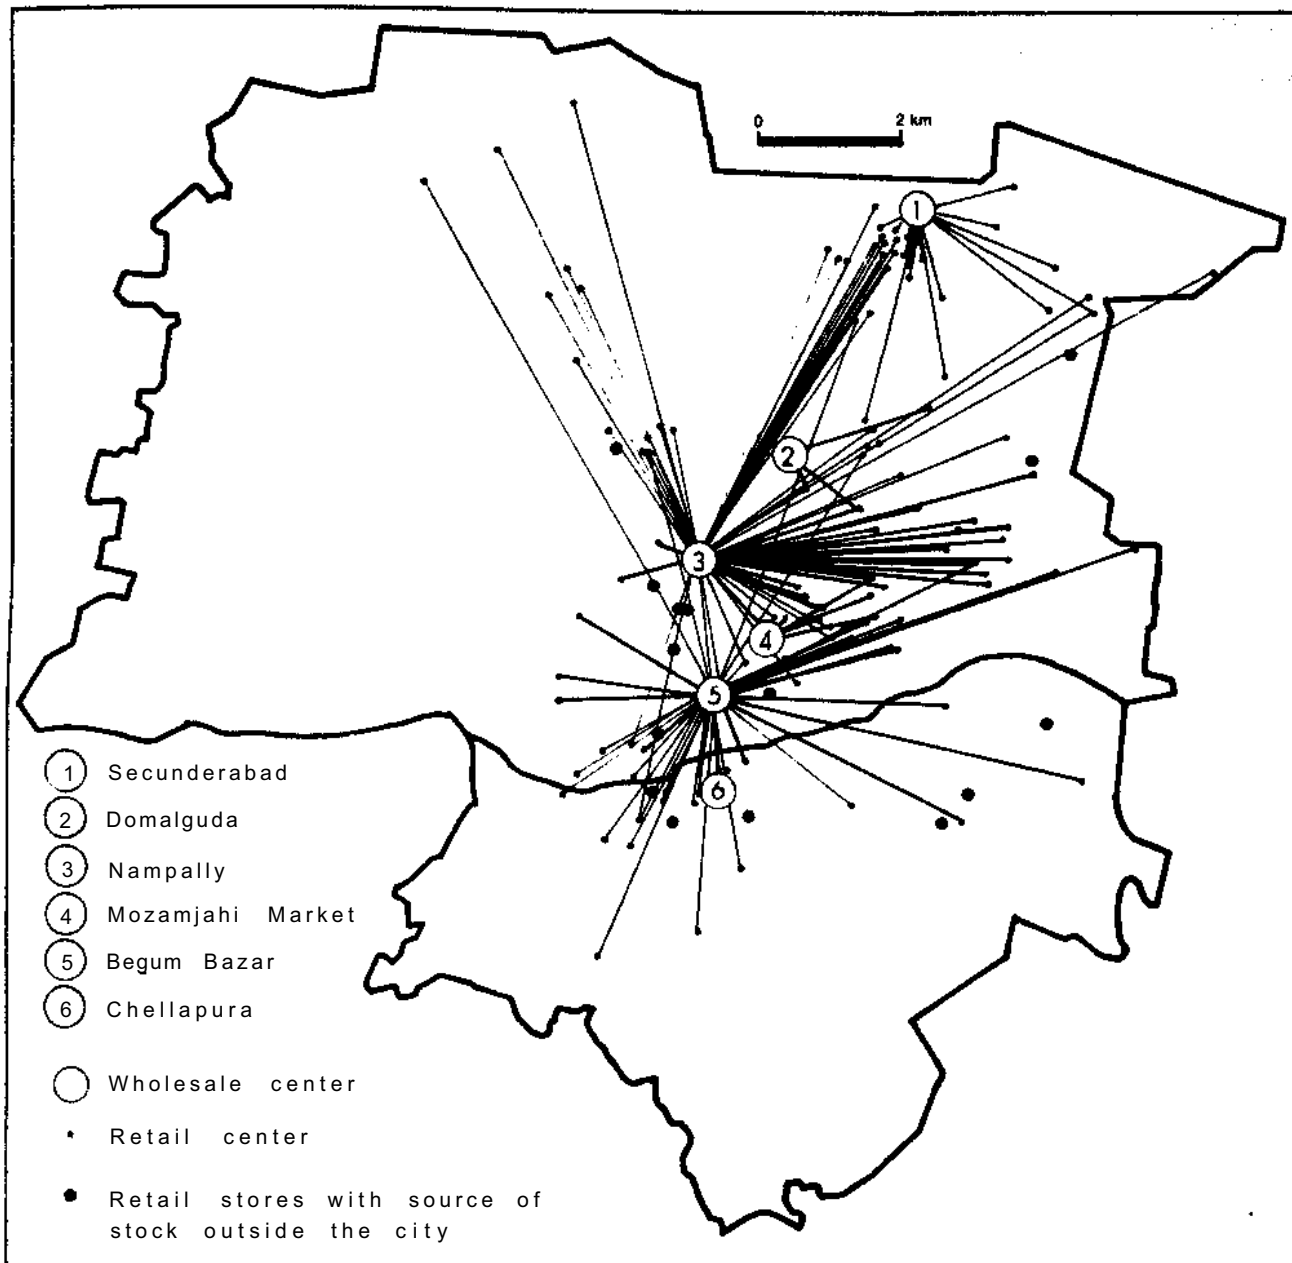 0 2 km
1
2
3
4
5
6
1 Secunderabad
2 Domalguda
3 Nampally
4 Mozamjahi Market
5 Begum Bazar
6 Chellapura
Wholesale center
Retail center
Retail stores with source of
stock outside the city